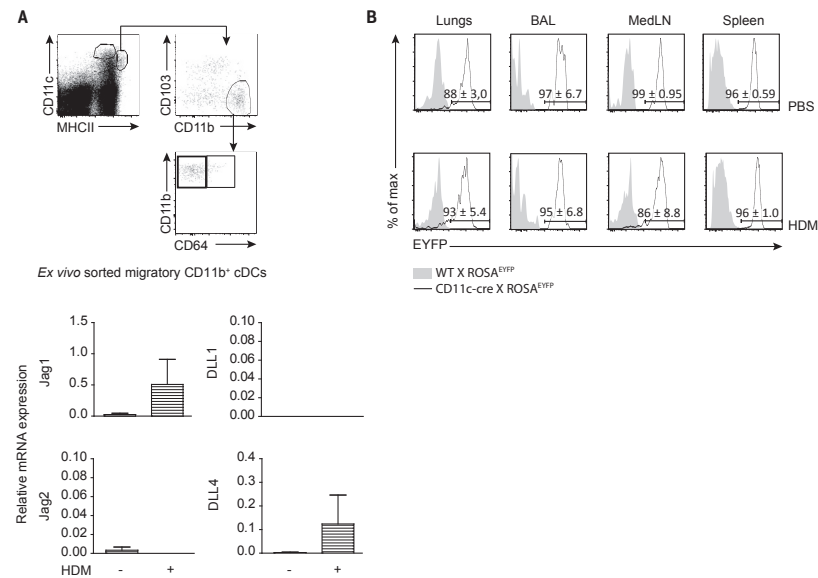 A
CD11c
MHCII
CD103
CD11b
CD11b
CD64
Ex vivo sorted migratory CD11b⁺ cDCs
Relative mRNA expression
Jag1
1.5
1.0
0.5
0.0
DLL1
0.10
0.08
0.06
0.04
0.02
0.00
Jag2
0.10
0.08
0.06
0.04
0.02
0.00
DLL4
0.4
0.3
0.2
0.1
0.0
HDM - + - +
B
Lungs BAL MedLN Spleen
% of max
88 ± 3,0 97 ± 6.7 99 ± 0.95 96 ± 0.59 PBS
93 ± 5.4 95 ± 6.8 86 ± 8.8 96 ± 1.0 HDM
EYFP
WT X ROSA^EYFP
CD11c-cre X ROSA^EYFP